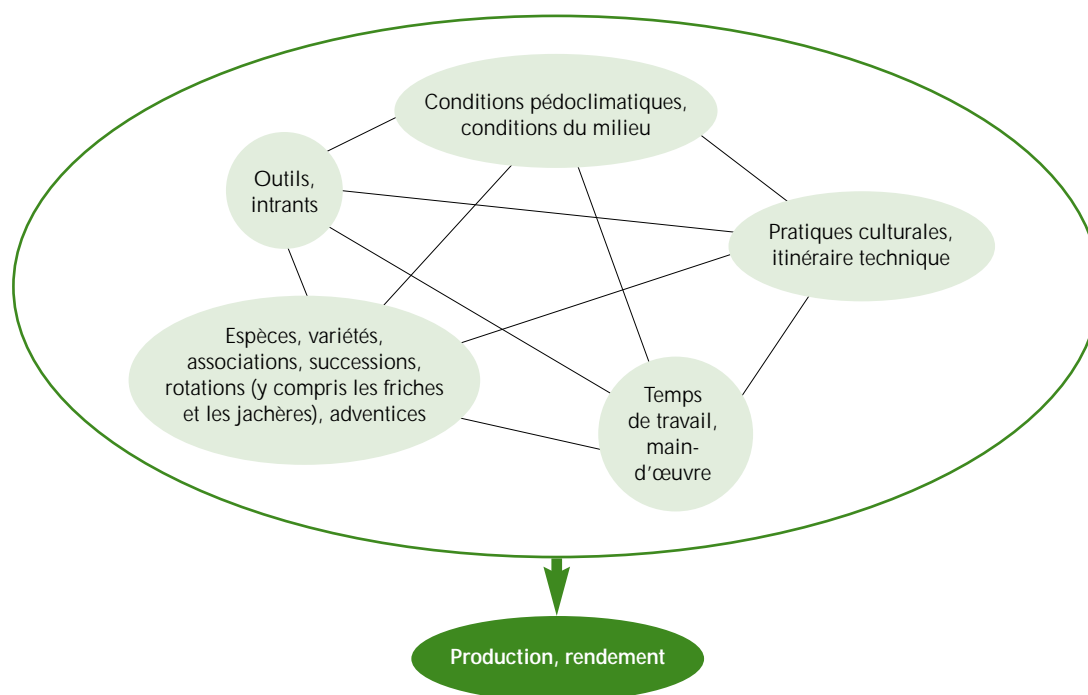 Conditions pédoclimatiques,
conditions du milieu
Outils,
intrants
Pratiques culturales,
itinéraire technique
Espèces, variétés,
associations, successions,
rotations (y compris les friches
et les jachères), adventices
Temps
de travail,
main-
d'œuvre
Production, rendement